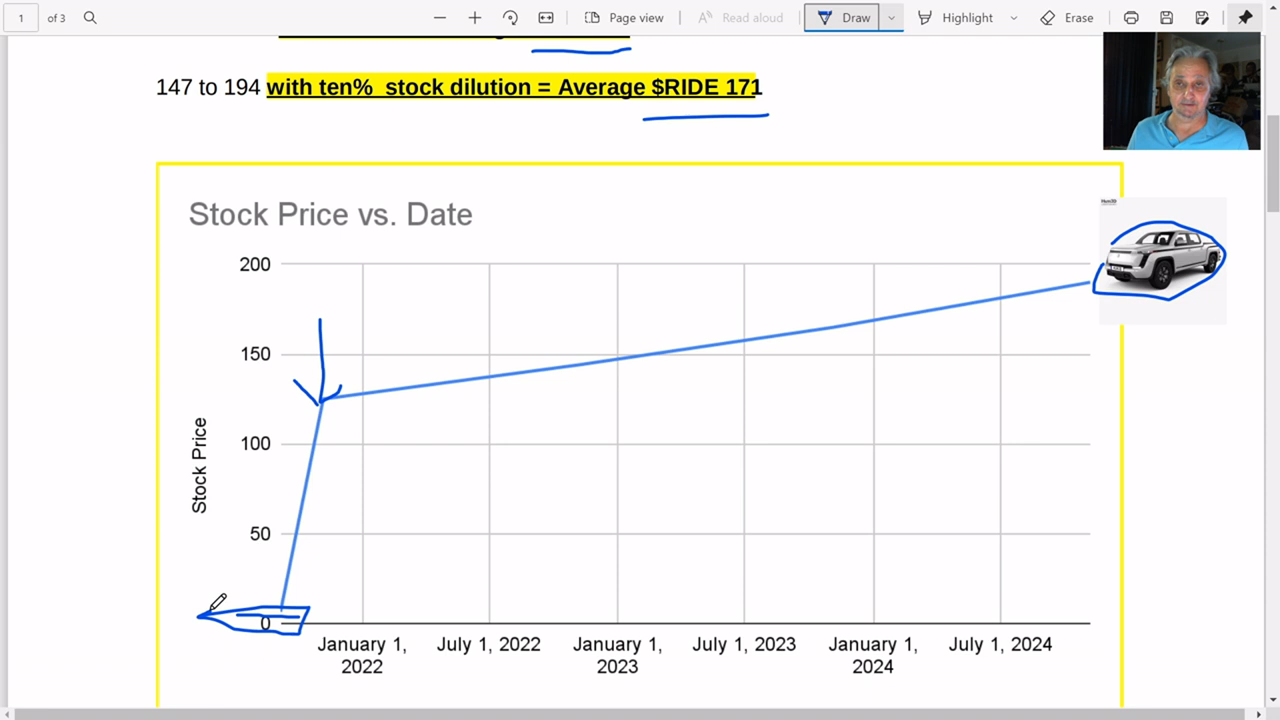 1 of 3 Page view Read aloud Draw Highlight Erase
147 to 194 with ten% stock dilution = Average $RIDE 171
Stock Price vs. Date
200
150
100
50
0
Stock Price
January 1, 2022
July 1, 2022
January 1, 2023
July 1, 2023
January 1, 2024
July 1, 2024